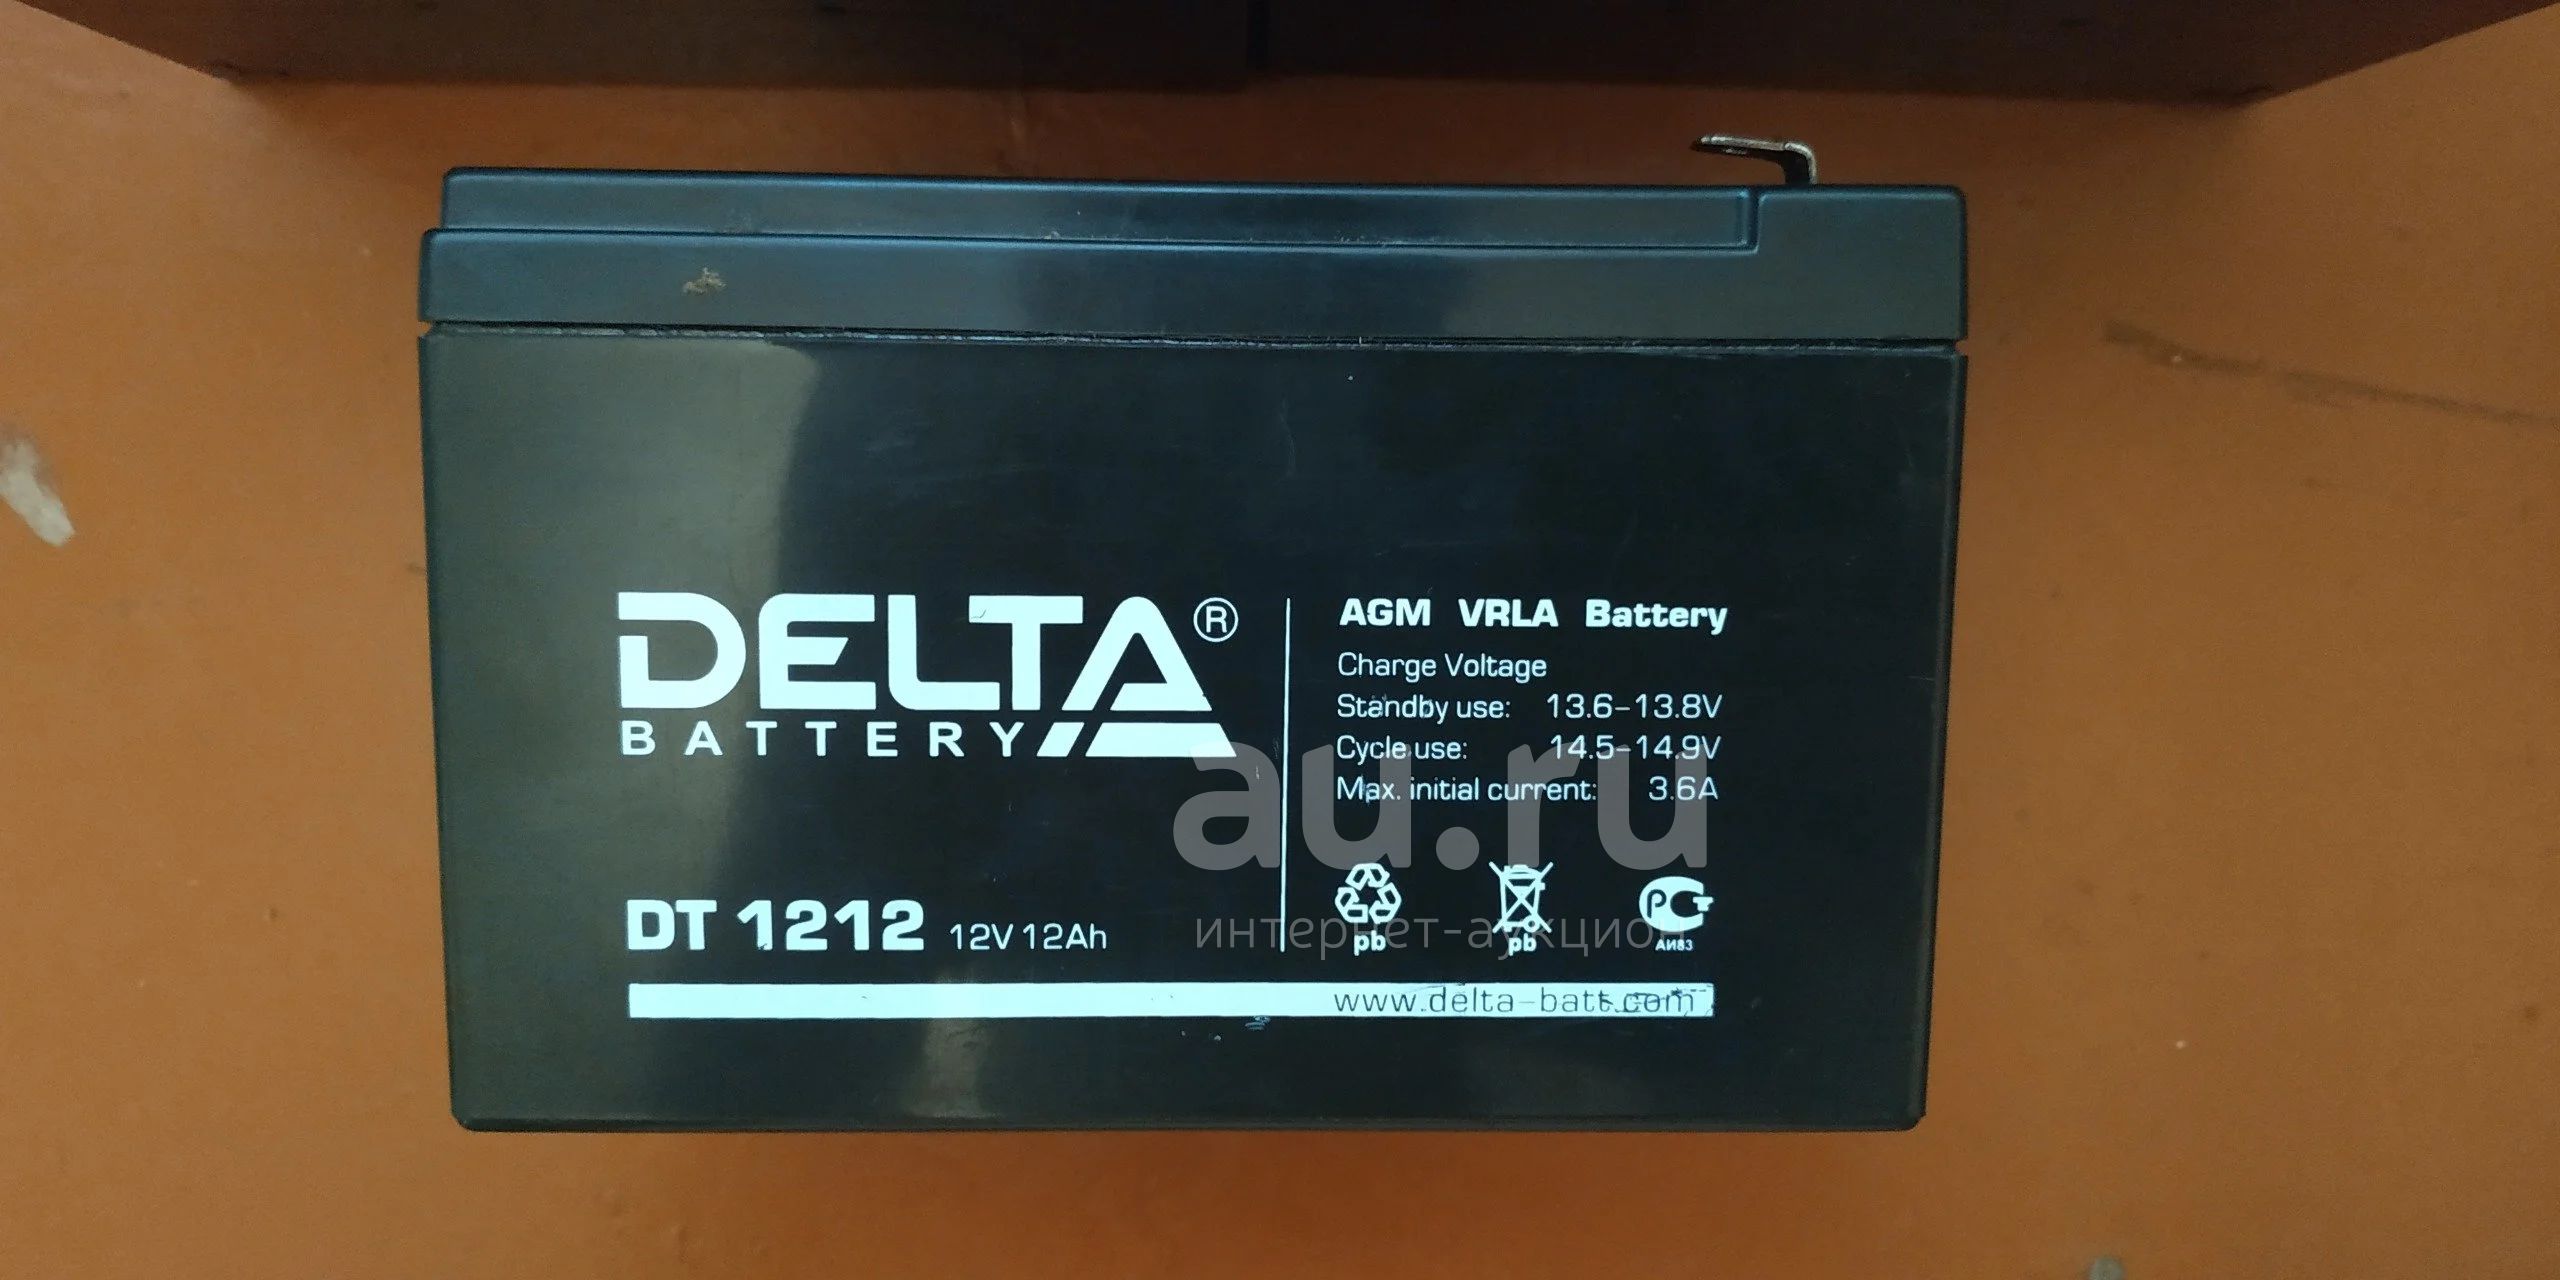 DELTA®
BATTERY
AGM VRLA Battery
Charge Voltage
Standby use: 13.6-13.8V
Cycle use: 14.5-14.9V
Max. initial current: 3.6A
au.ru
интернет-аукцион
DT 1212 12V 12Ah
pb pb АИ83
www.delta-batt.com